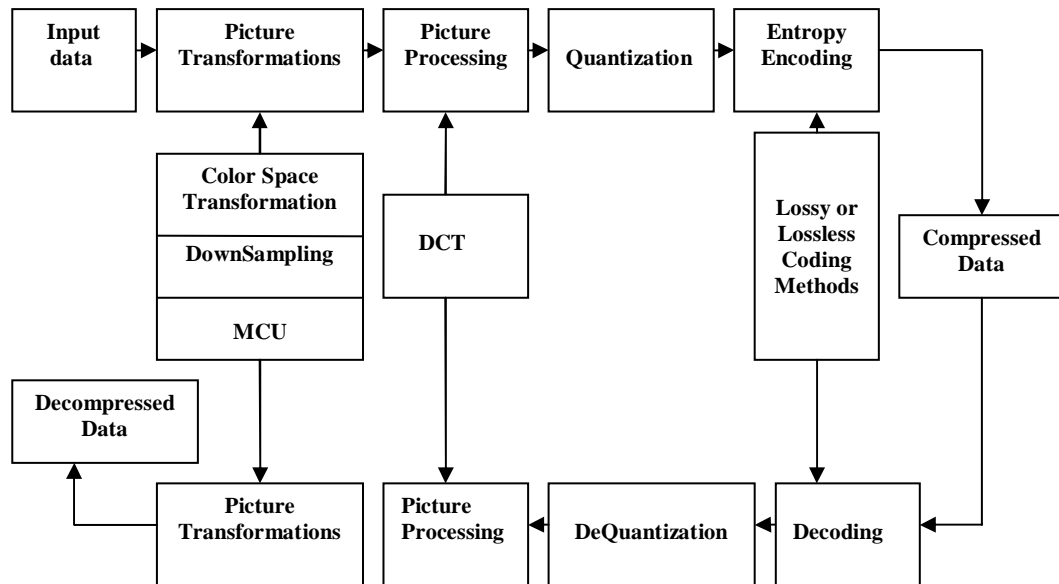 Input
data
Picture
Transformations
Picture
Processing
Quantization
Entropy
Encoding
Color Space
Transformation
DownSampling
MCU
DCT
Lossy or
Lossless
Coding
Methods
Compressed
Data
Decompressed
Data
Picture
Transformations
Picture
Processing
DeQuantization
Decoding